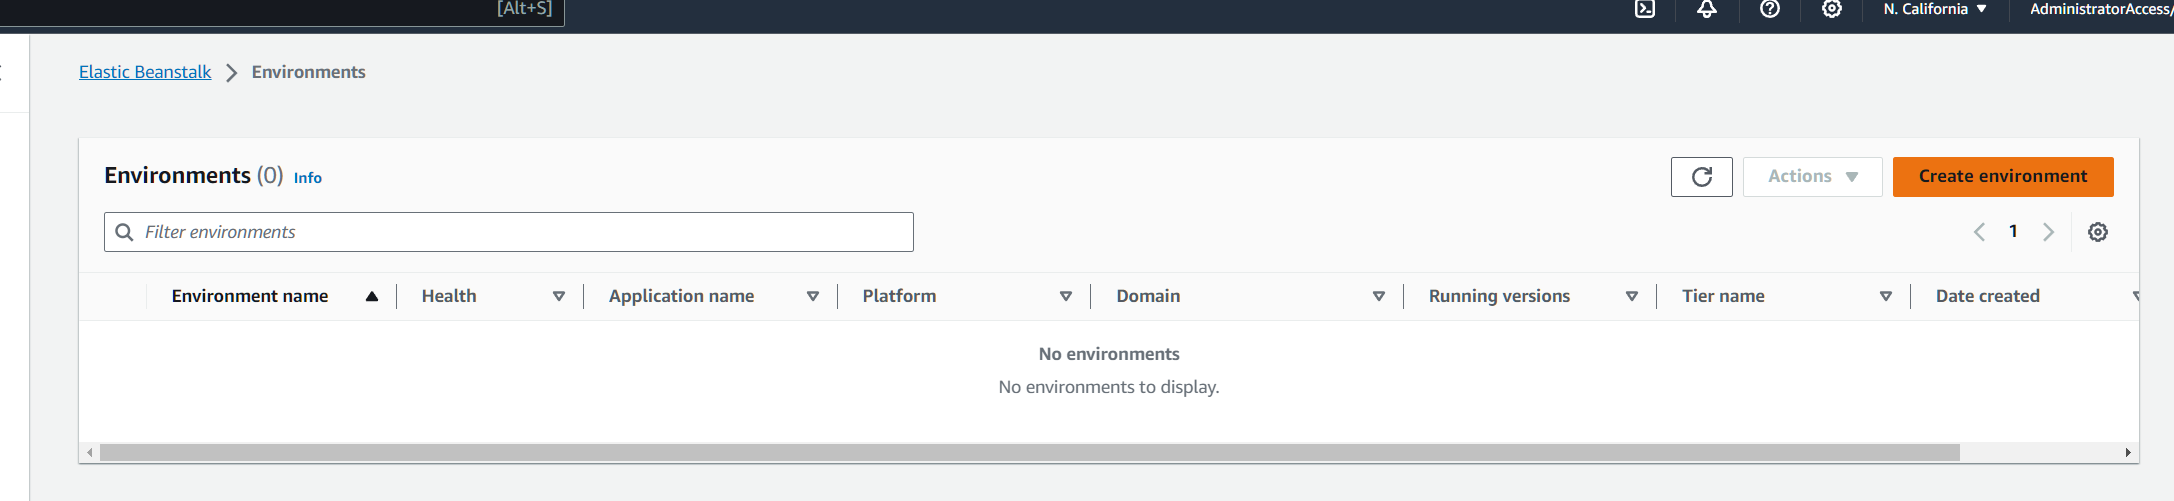 [Alt+S]
N. California
AdministratorAccess/
Elastic Beanstalk
Environments
Environments (0) Info
Actions
Create environment
Filter environments
1
Environment name
Health
Application name
Platform
Domain
Running versions
Tier name
Date created
No environments
No environments to display.